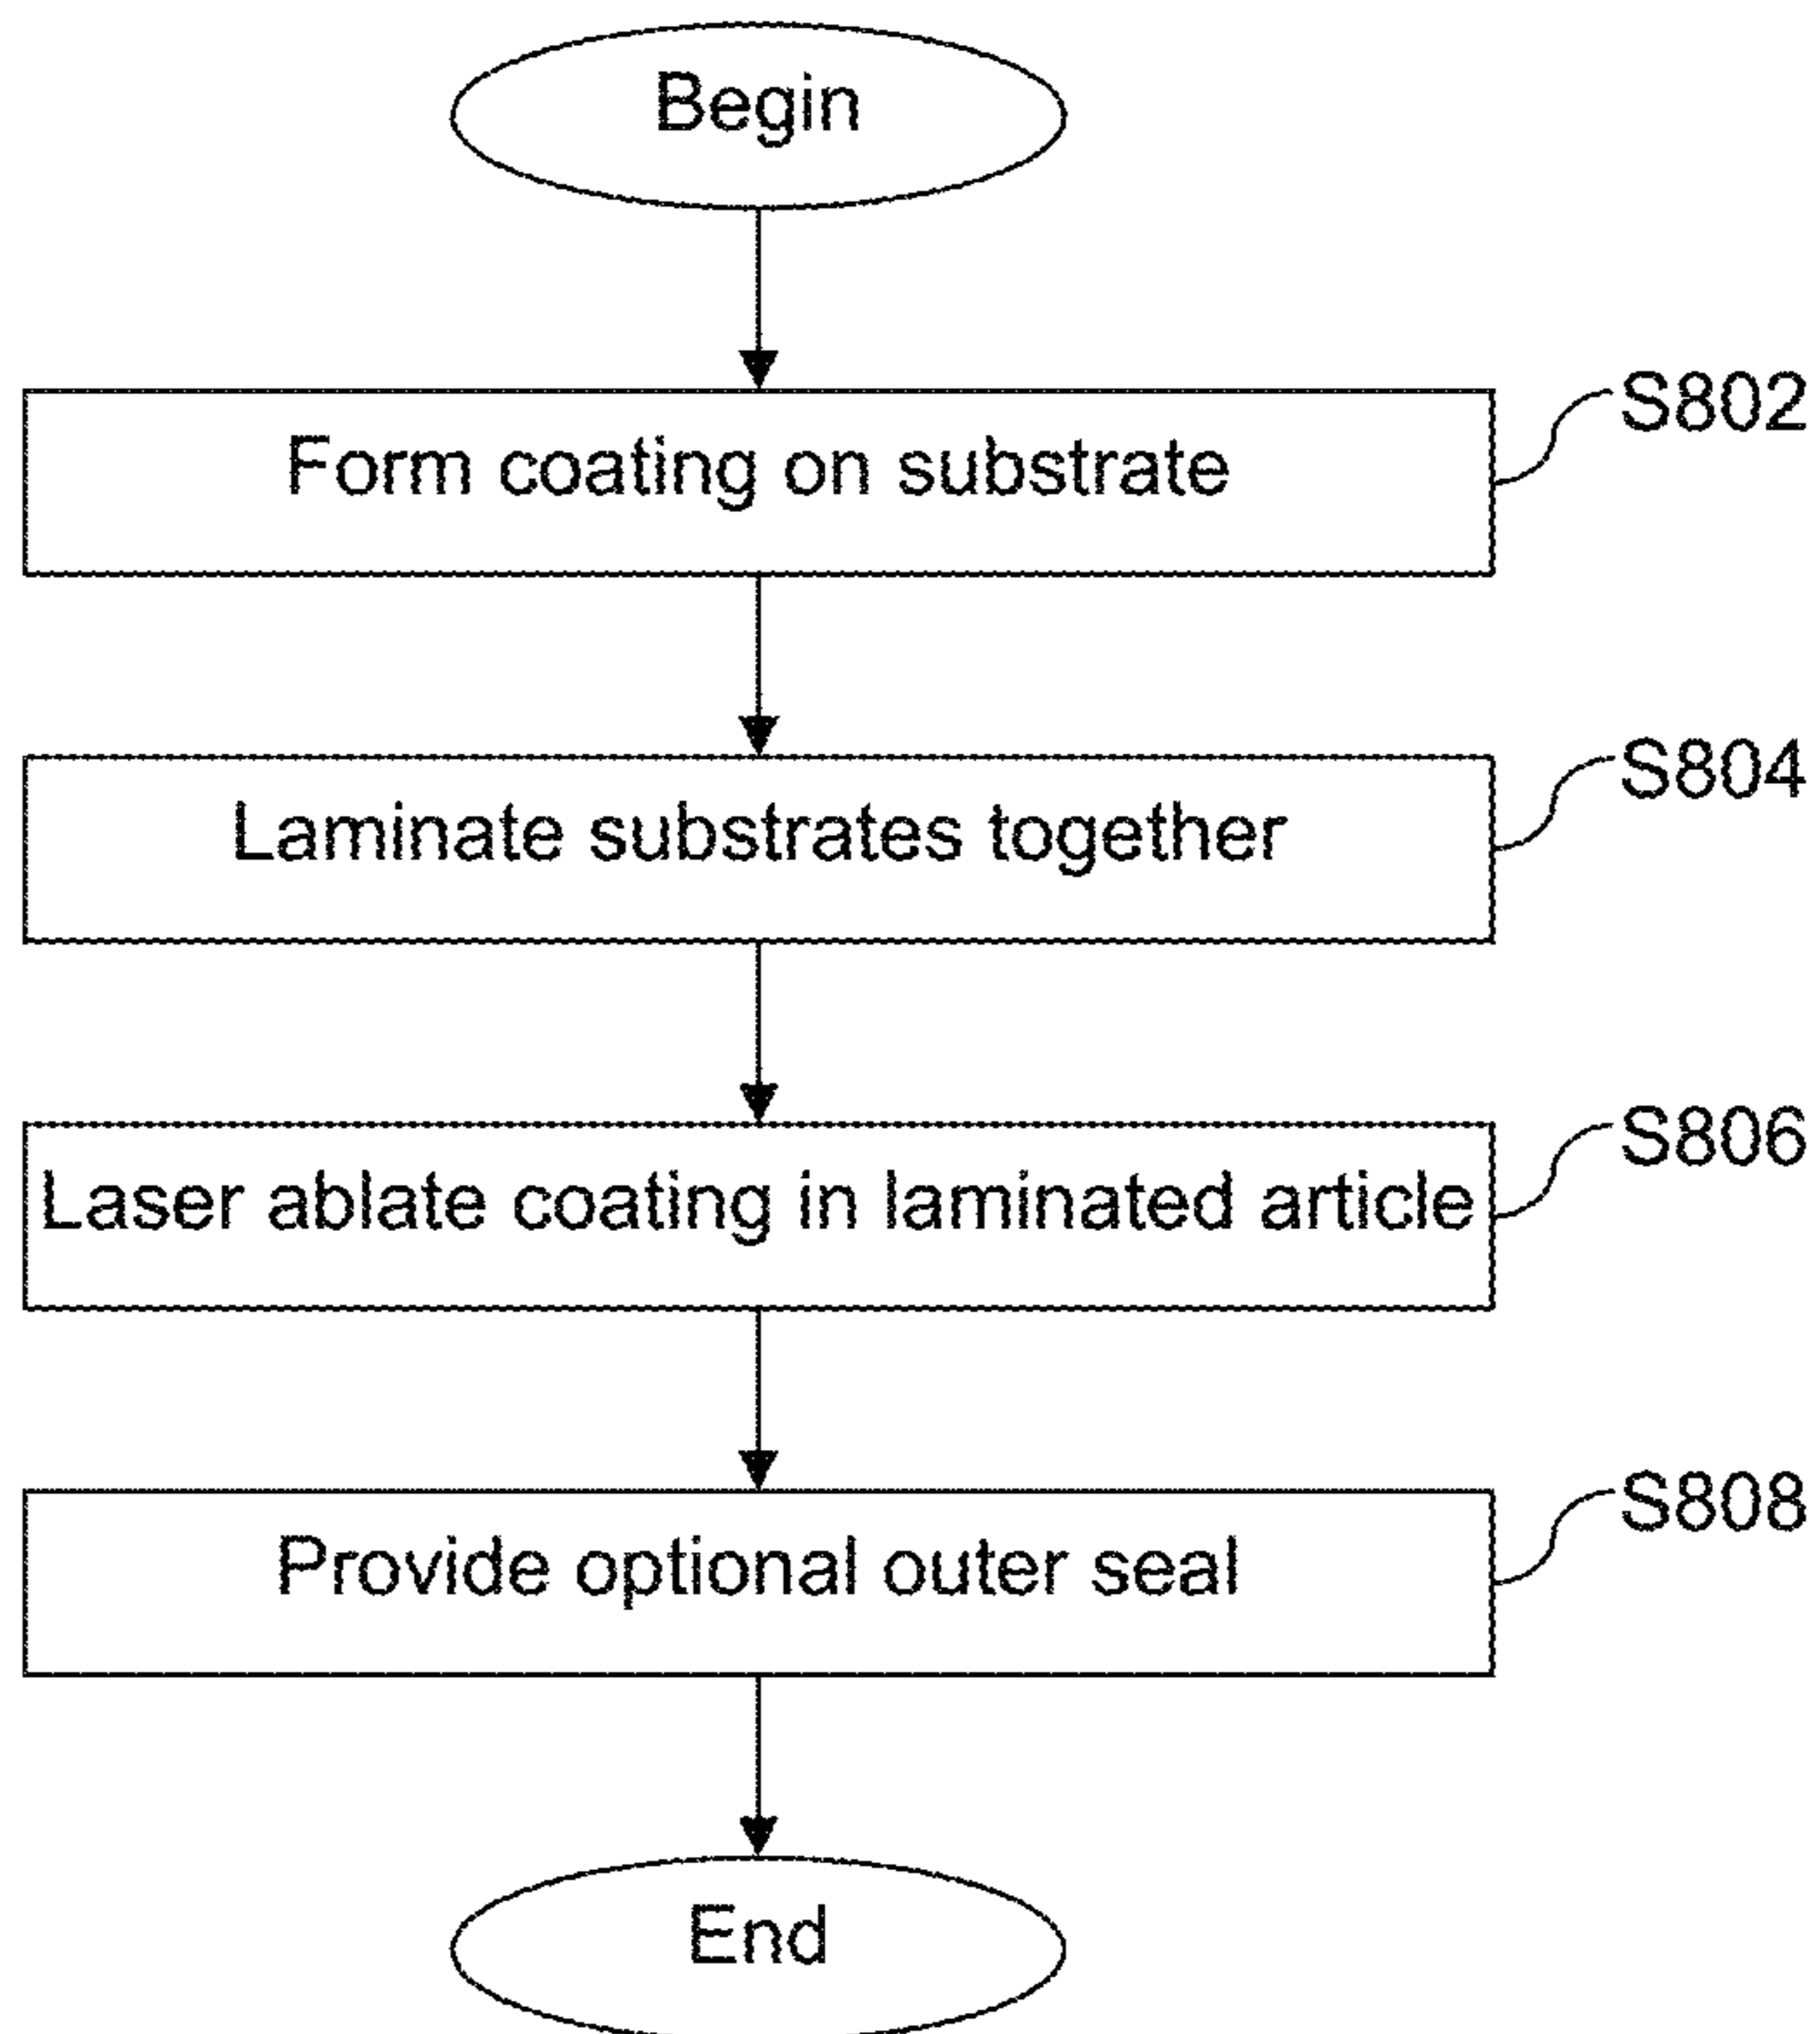 Begin
Form coating on substrate
S802
Laminate substrates together
S804
Laser ablate coating in laminated article
S806
Provide optional outer seal
S808
End